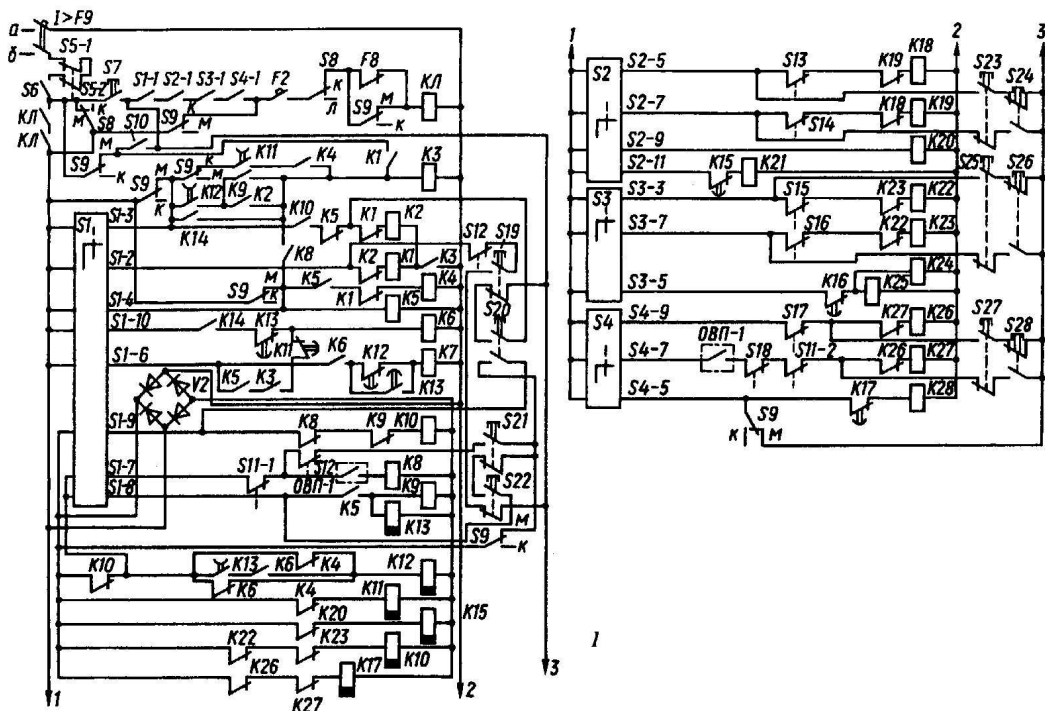 а I>F9
б S5-1
S6 S5-2 S7 S1-1 S2-1 S3-1 S4-1 F2 S8 F8 КЛ
К Л
КЛ М S8 S10 S9 М S9 К
КЛ К
S9 М К S9 М К К11 К4 К1 К3
S9 М К К12 К9 К2
S1 S1-3 К14 К10 К5 К1 К2
S12 S19
S1-2 К8 К2 К1 К3
S1-4 S9 М К К5 К1 К4
К5 S20
S1-10 К14 К13 К6
К11
S1-6 К6 К12 К7
V2 К5 К3 К13
S1-9 К8 К9 К10 S21
S1-7 S11-1 S12 ОВП-1 К8 S22
S1-8 К5 К9
К13 S9 М К
К10 К13 К6 К4 К12
К6 К4 К11
К20 К15
К22 К23 К10
К26 К27 К17
1 2 3
1 2 3
S2 S2-5 S13 К19 К18 S23 S24
S2-7 S14 К18 К19
S2-9 К20
S2-11 К15 К21 S25 S26
S3 S3-3 S15 К23 К22
S3-7 S16 К22 К23
К24
S3-5 К16 К25
S4 S4-9 S17 К27 К26 S27 S28
S4-7 ОВП-1 S18 S11-2 К26 К27
S4-5 К17 К28
S9 К М
I